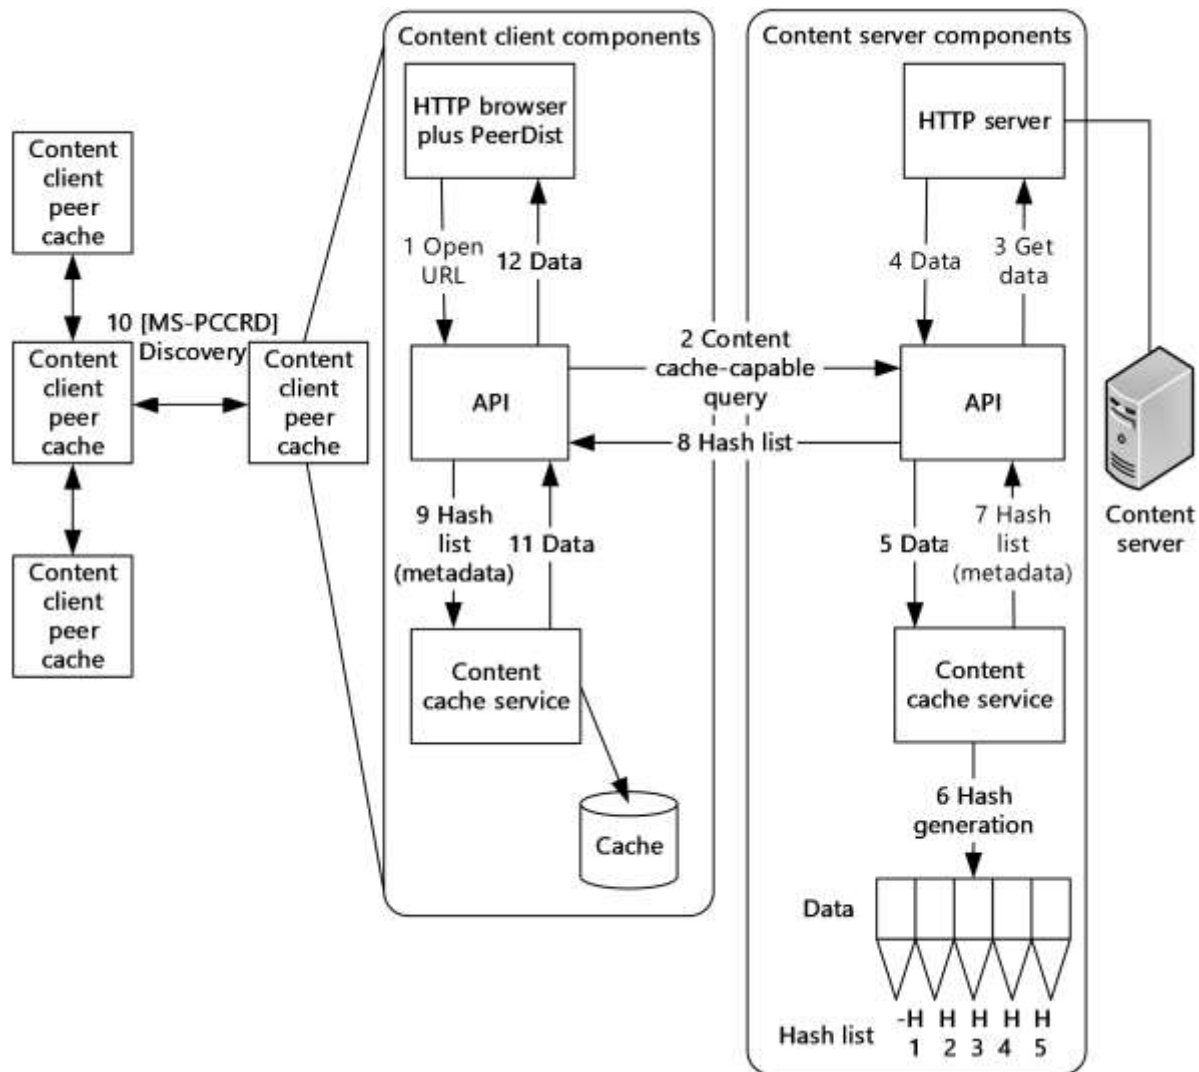 Content client components
Content server components
HTTP browser
plus PeerDist
HTTP server
Content
client
peer
cache
1 Open
URL
12 Data
4 Data
3 Get
data
10 [MS-PCCRD]
Discovery
Content
client
peer
cache
Content
client
peer
cache
API
2 Content
cache-capable
query
API
8 Hash list
Content
server
9 Hash
list
(metadata)
11 Data
5 Data
7 Hash
list
(metadata)
Content
client
peer
cache
Content
cache service
Content
cache service
Cache
6 Hash
generation
Data
Hash list
-H H H H H
1 2 3 4 5